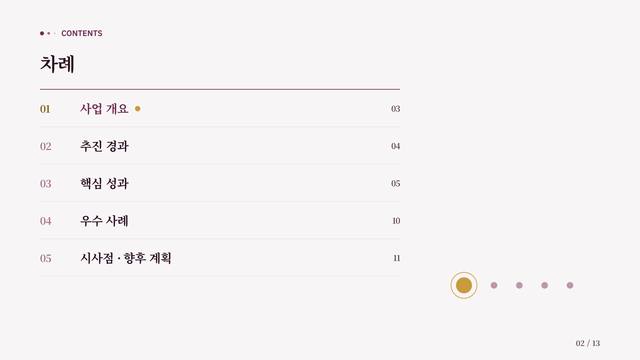 CONTENTS
차례
01 사업 개요 03
02 추진 경과 04
03 핵심 성과 05
04 우수 사례 10
05 시사점 · 향후 계획 11
02 / 13